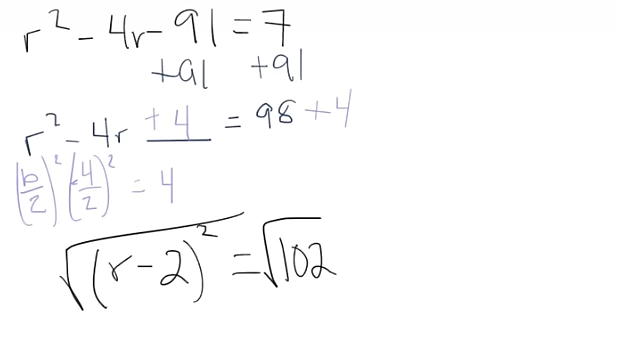 r² - 4r - 91 = 7
+91 +91
r² - 4r + 4 = 98 + 4
(b/2)² (-4/2)² = 4
√(r - 2)² = √102